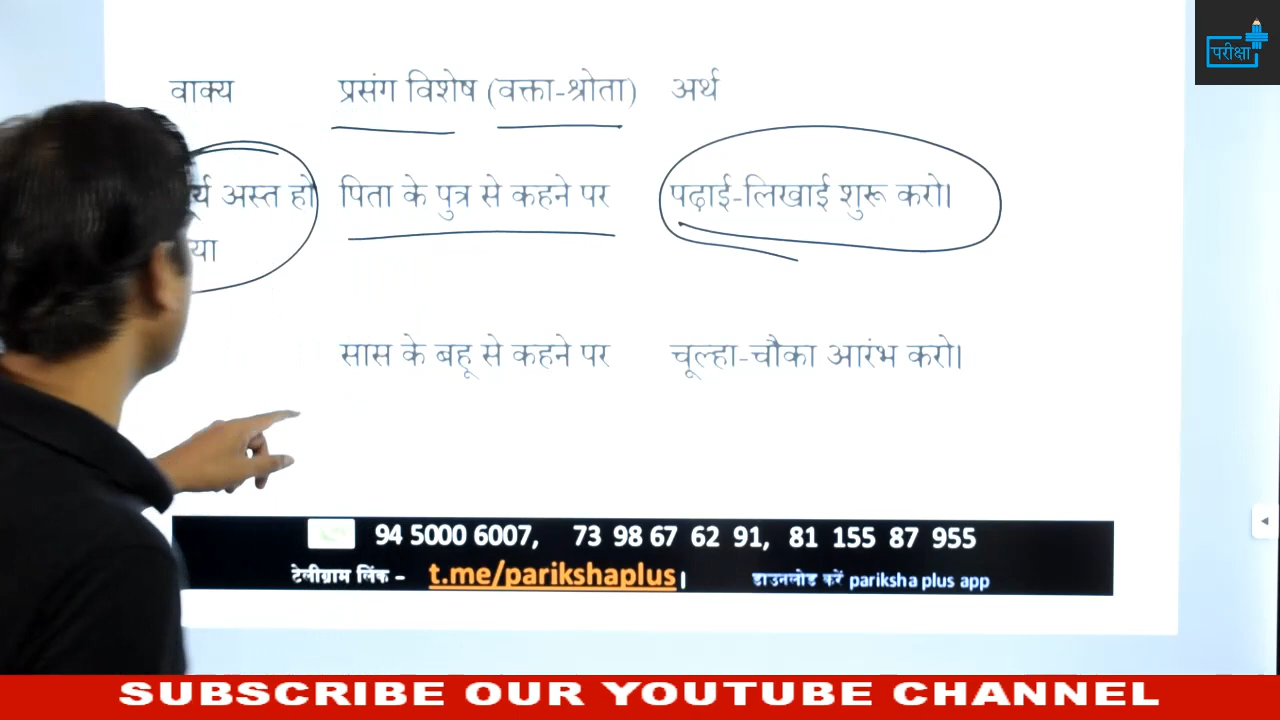 परीक्षा
वाक्य प्रसंग विशेष (वक्ता-श्रोता) अर्थ
अस्त हो पिता के पुत्र से कहने पर पढ़ाई-लिखाई शुरू करो।
सास के बहू से कहने पर चूल्हा-चौका आरंभ करो।
94 5000 6007, 73 98 67 62 91, 81 155 87 955
टेलीग्राम लिंक - t.me/parikshaplus। डाउनलोड करें pariksha plus app
SUBSCRIBE OUR YOUTUBE CHANNEL